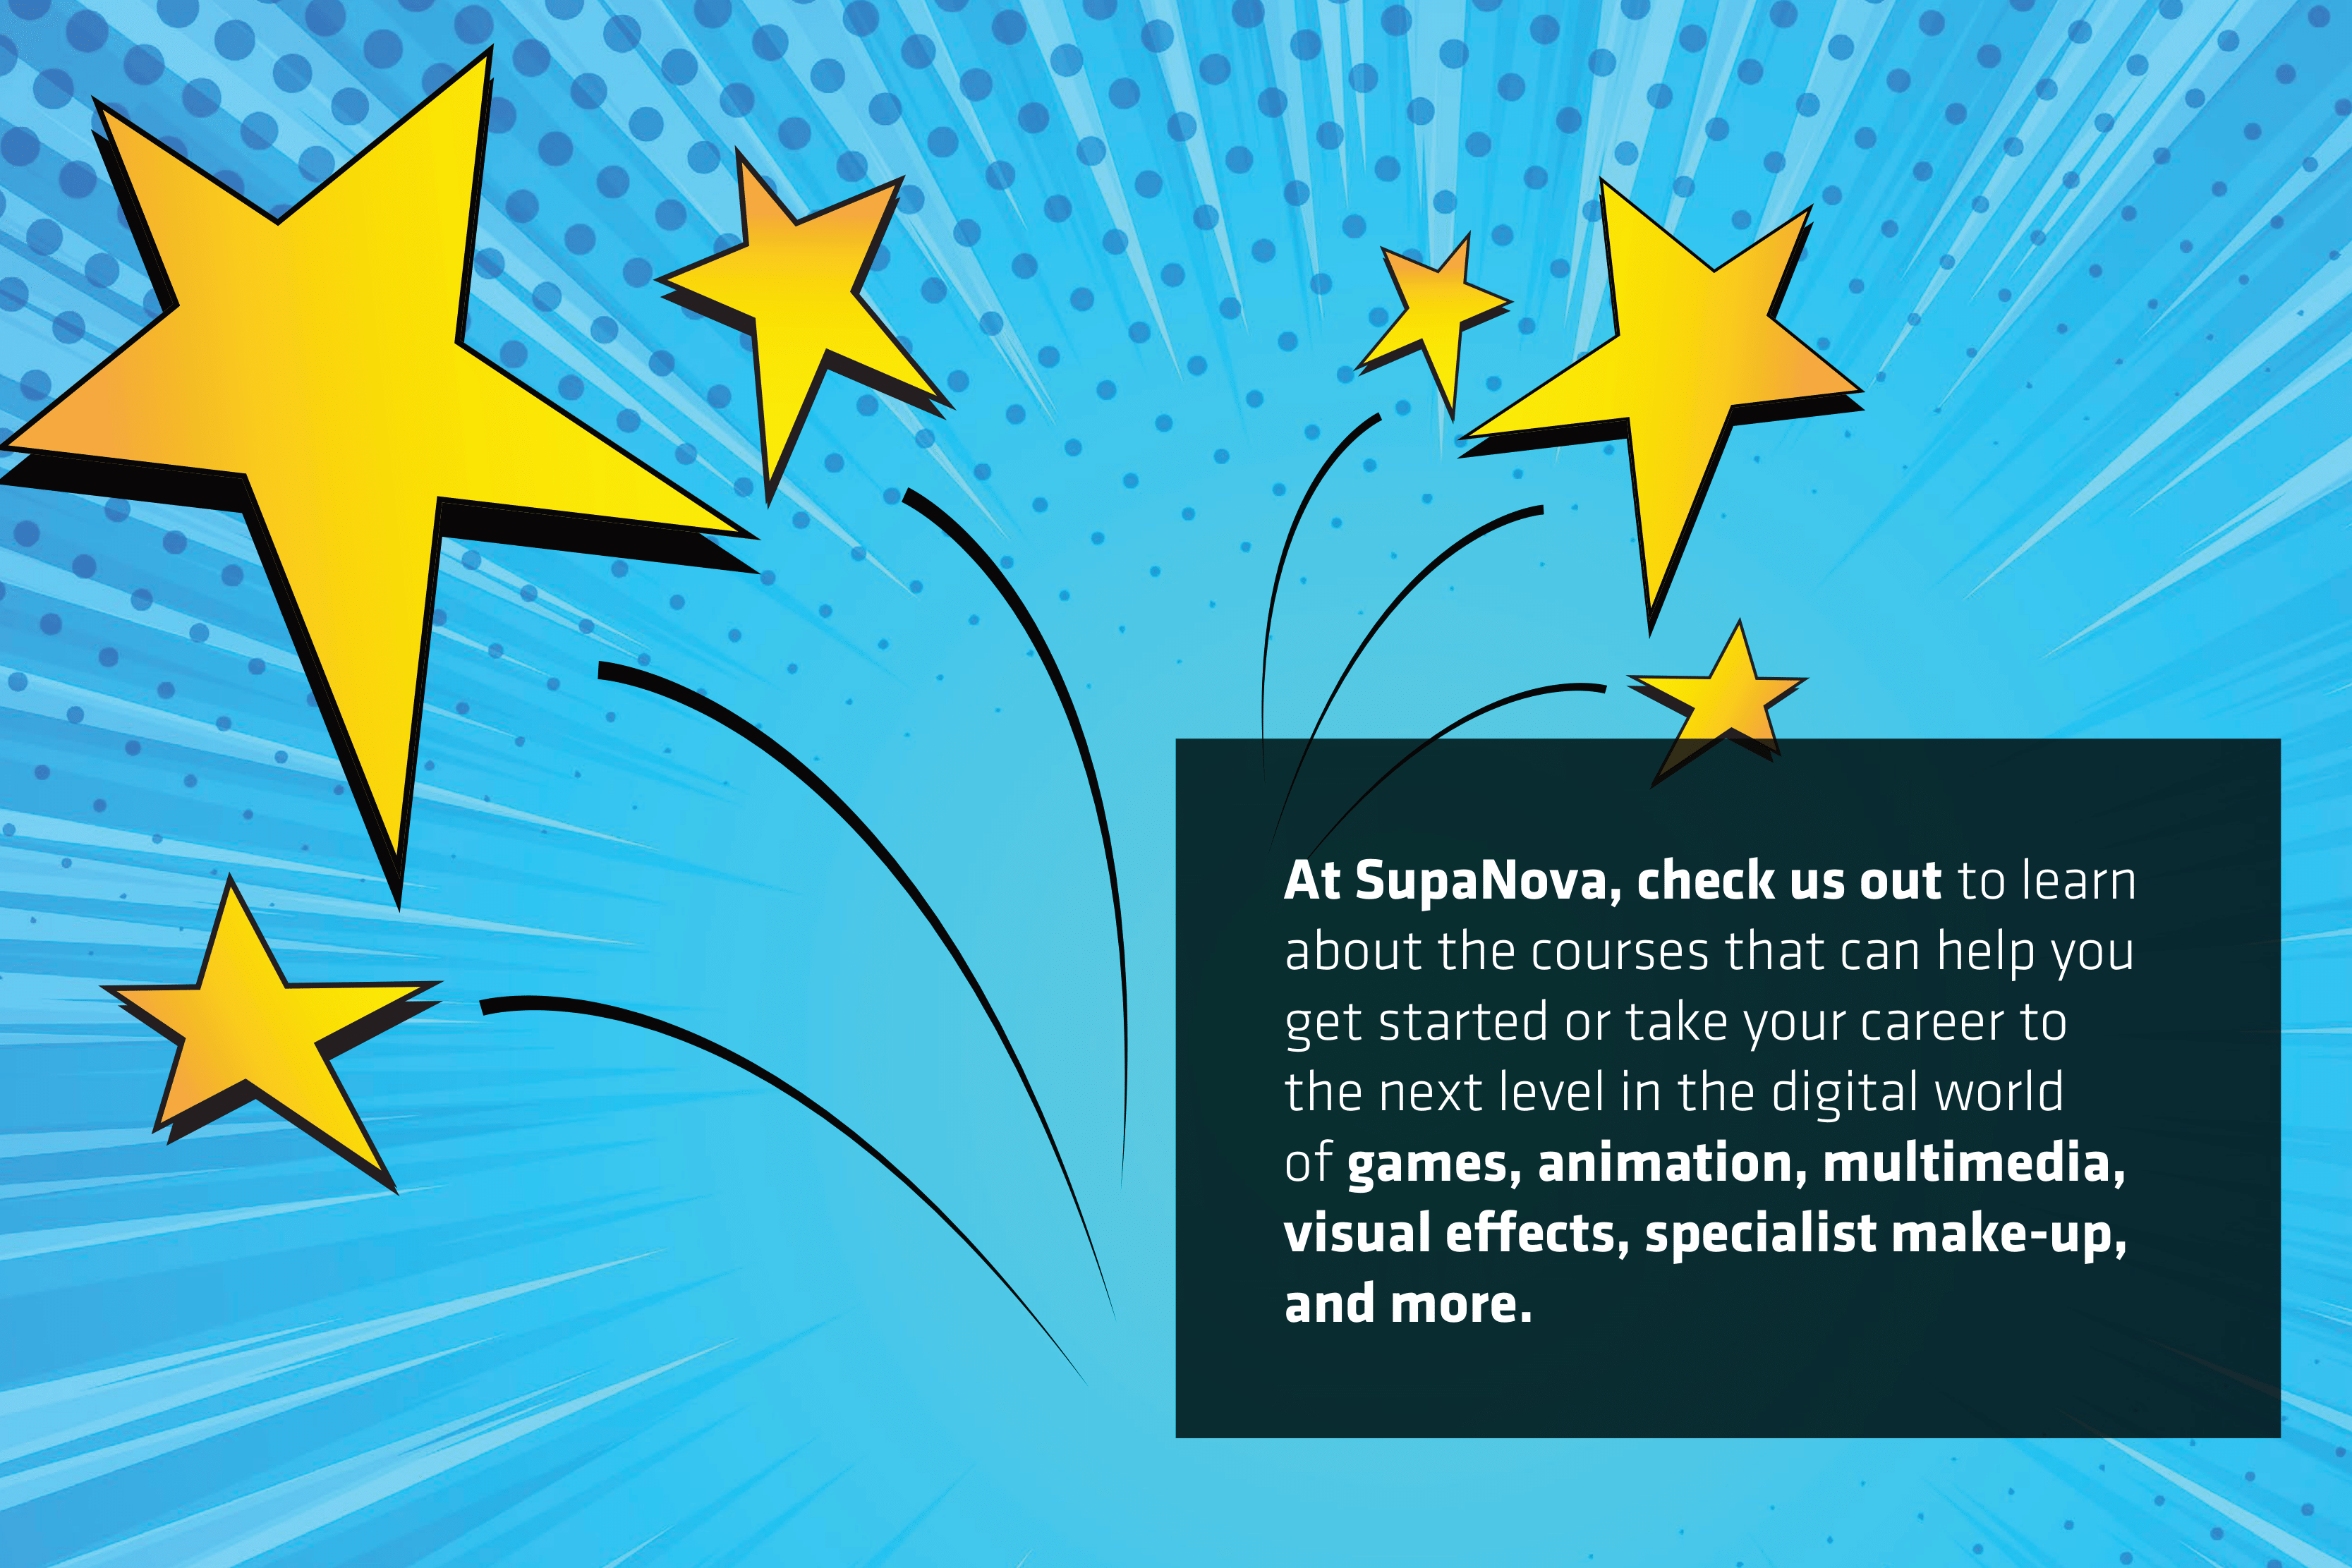 At SupaNova, check us out to learn
about the courses that can help you
get started or take your career to
the next level in the digital world
of games, animation, multimedia,
visual effects, specialist make-up,
and more.